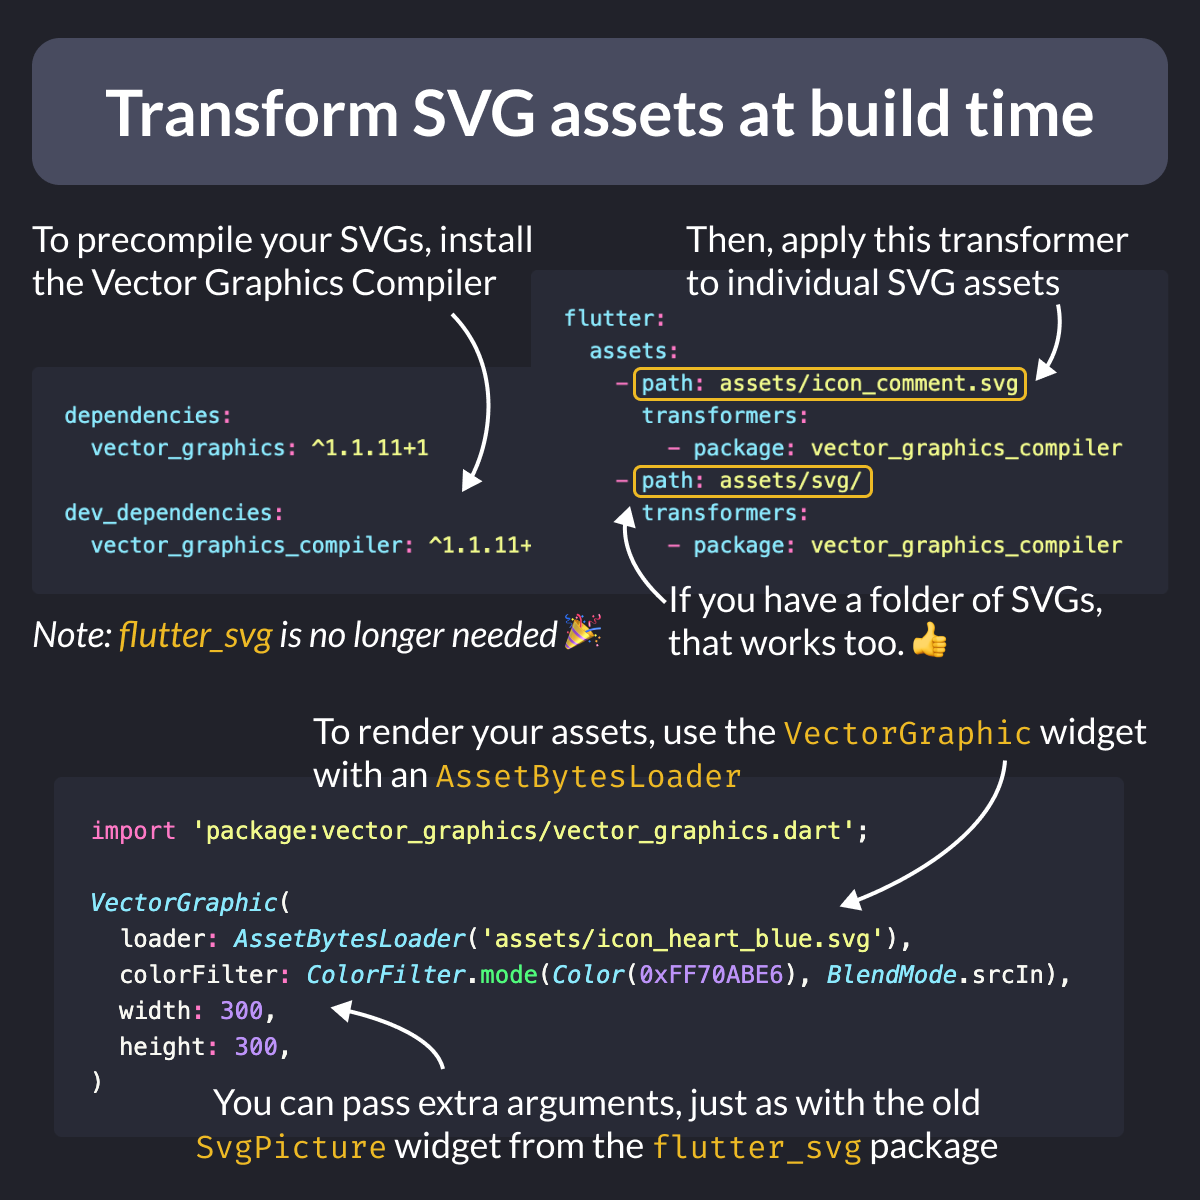 Transform SVG assets at build time
To precompile your SVGs, install
the Vector Graphics Compiler
dependencies:
  vector_graphics: ^1.1.11+1
dev_dependencies:
  vector_graphics_compiler: ^1.1.11+
Note: flutter_svg is no longer needed 🎉
Then, apply this transformer
to individual SVG assets
flutter:
  assets:
    - path: assets/icon_comment.svg
      transformers:
        - package: vector_graphics_compiler
    - path: assets/svg/
      transformers:
        - package: vector_graphics_compiler
If you have a folder of SVGs,
that works too. 👍
To render your assets, use the VectorGraphic widget
with an AssetBytesLoader
import 'package:vector_graphics/vector_graphics.dart';
VectorGraphic(
  loader: AssetBytesLoader('assets/icon_heart_blue.svg'),
  colorFilter: ColorFilter.mode(Color(0xFF70ABE6), BlendMode.srcIn),
  width: 300,
  height: 300,
)
You can pass extra arguments, just as with the old
SvgPicture widget from the flutter_svg package